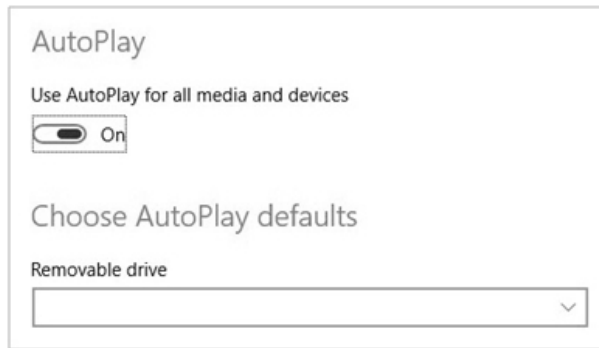 AutoPlay
Use AutoPlay for all media and devices
On
Choose AutoPlay defaults
Removable drive